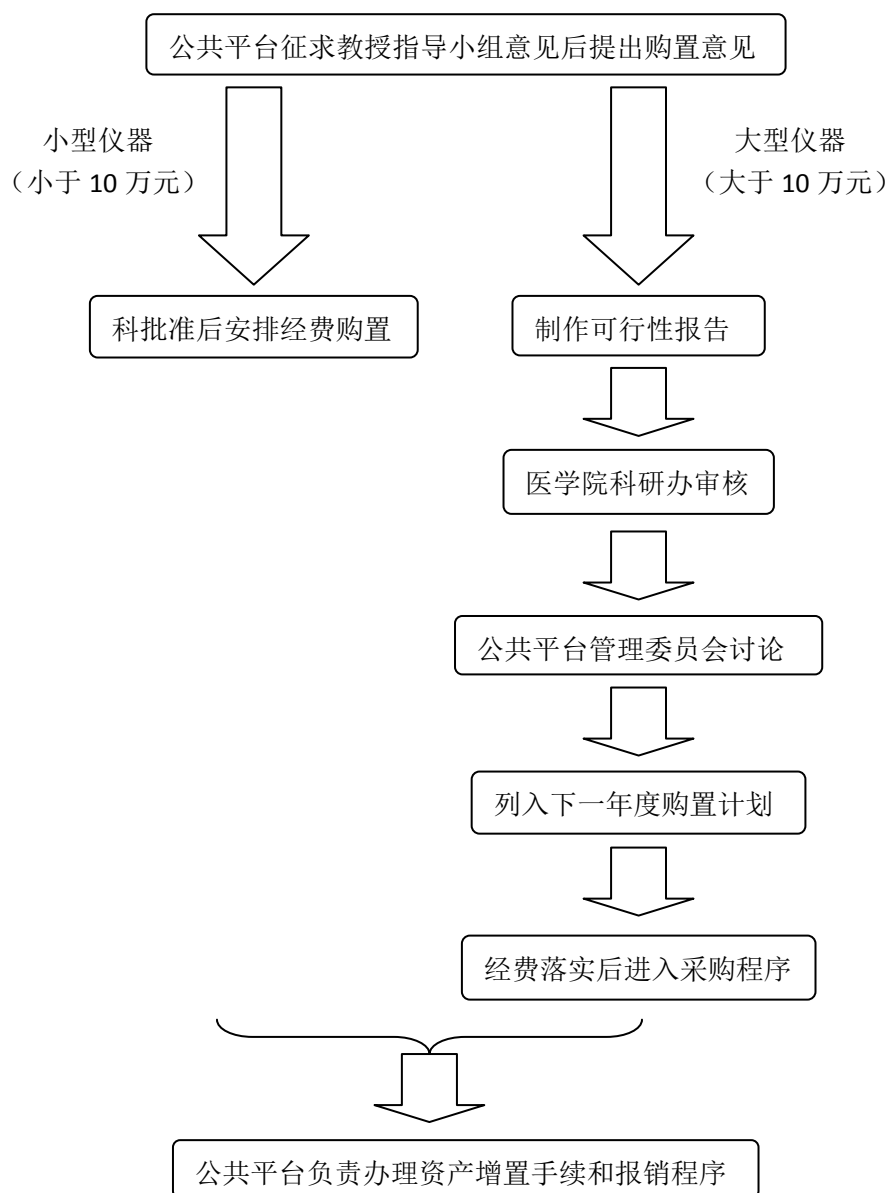 公共平台征求教授指导小组意见后提出购置意见
小型仪器
（小于 10 万元）
大型仪器
（大于 10 万元）
科批准后安排经费购置
制作可行性报告
医学院科研办审核
公共平台管理委员会讨论
列入下一年度购置计划
经费落实后进入采购程序
公共平台负责办理资产增置手续和报销程序